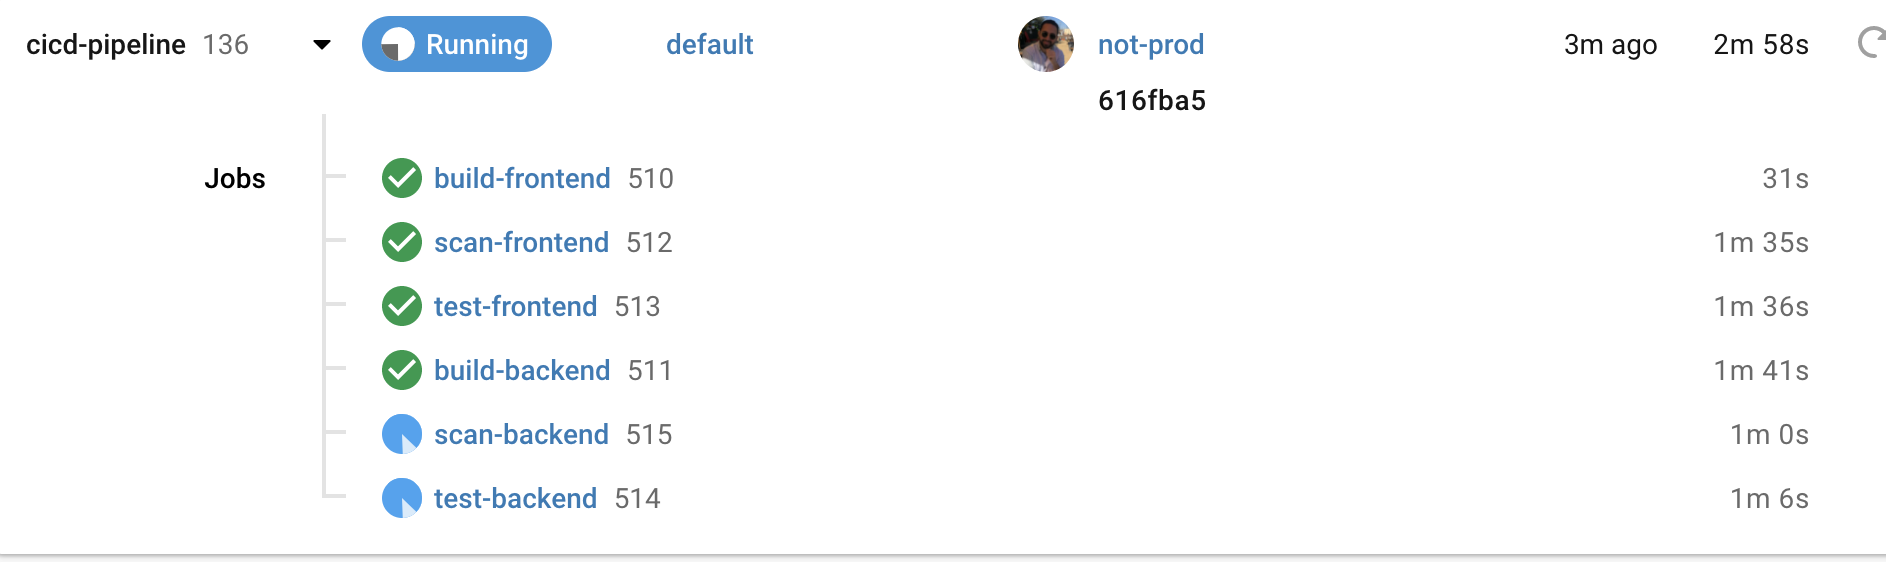 cicd-pipeline 136 Running default not-prod 3m ago 2m 58s
616fba5
Jobs build-frontend 510 31s
scan-frontend 512 1m 35s
test-frontend 513 1m 36s
build-backend 511 1m 41s
scan-backend 515 1m 0s
test-backend 514 1m 6s